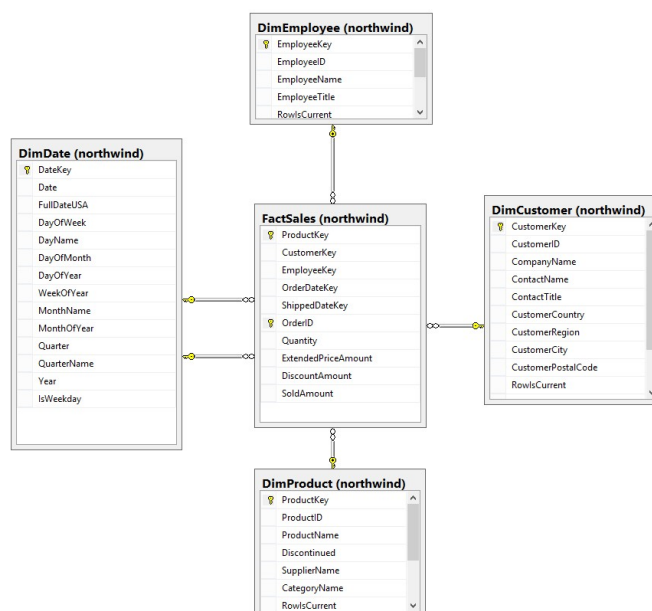 DimEmployee (northwind)
EmployeeKey
EmployeeID
EmployeeName
EmployeeTitle
RowIsCurrent
DimDate (northwind)
DateKey
Date
FullDateUSA
DayOfWeek
DayName
DayOfMonth
DayOfYear
WeekOfYear
MonthName
MonthOfYear
Quarter
QuarterName
Year
IsWeekday
FactSales (northwind)
ProductKey
CustomerKey
EmployeeKey
OrderDateKey
ShippedDateKey
OrderID
Quantity
ExtendedPriceAmount
DiscountAmount
SoldAmount
DimCustomer (northwind)
CustomerKey
CustomerID
CompanyName
ContactName
ContactTitle
CustomerCountry
CustomerRegion
CustomerCity
CustomerPostalCode
RowIsCurrent
DimProduct (northwind)
ProductKey
ProductID
ProductName
Discontinued
SupplierName
CategoryName
RowIsCurrent